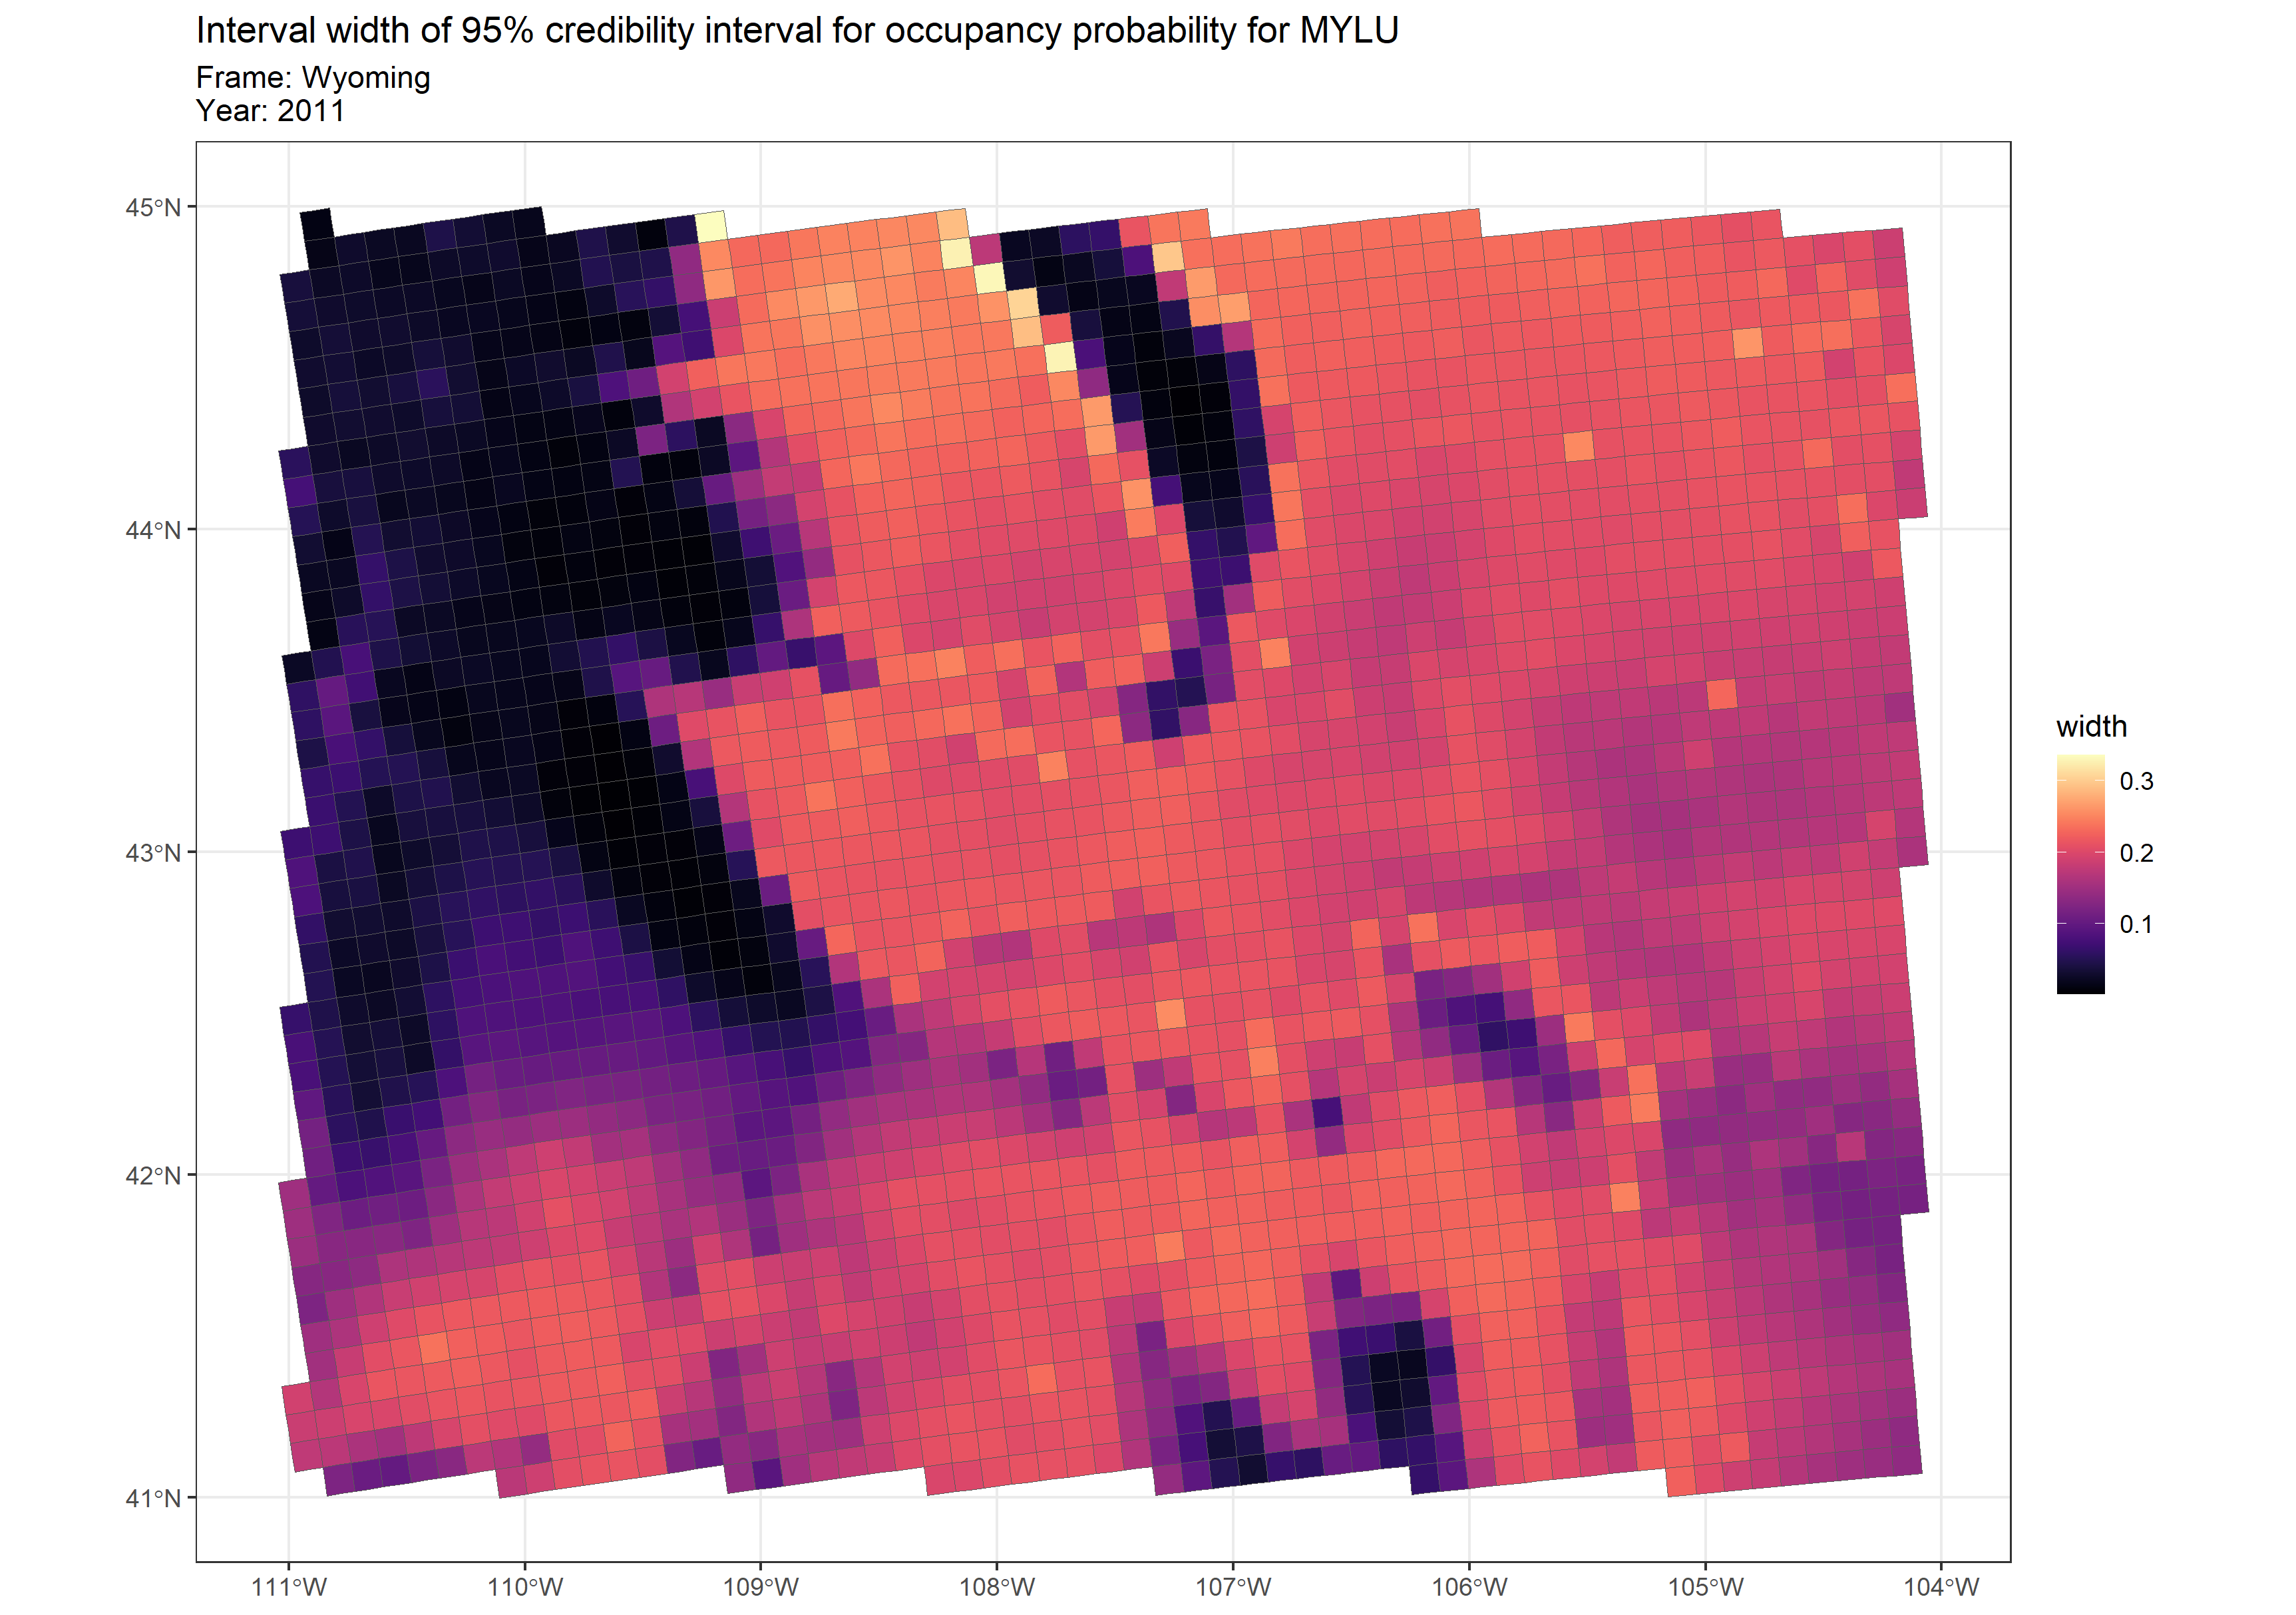 Interval width of 95% credibility interval for occupancy probability for MYLU
Frame: Wyoming
Year: 2011
45°N
44°N
43°N
42°N
41°N
111°W 110°W 109°W 108°W 107°W 106°W 105°W 104°W
width
0.3
0.2
0.1